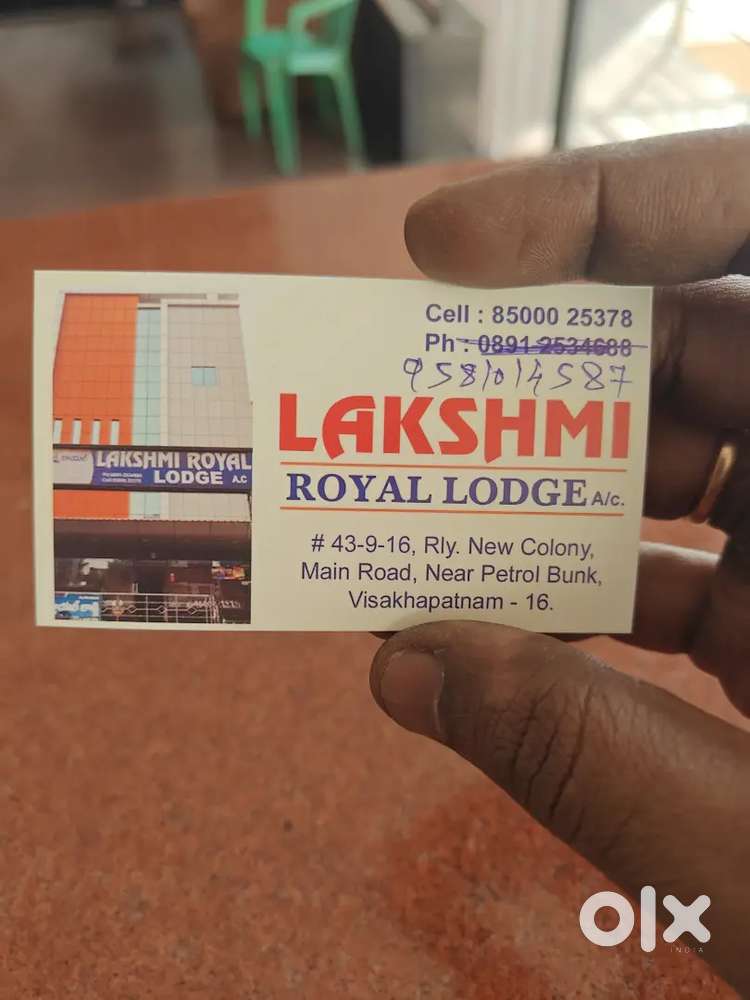 Cell : 85000 25378
Ph : 0891 2534688
9581014587
LAKSHMI
ROYAL LODGE A/c.
# 43-9-16, Rly. New Colony,
Main Road, Near Petrol Bunk,
Visakhapatnam - 16.
LAKSHMI ROYAL
LODGE A.C
olx
INDIA